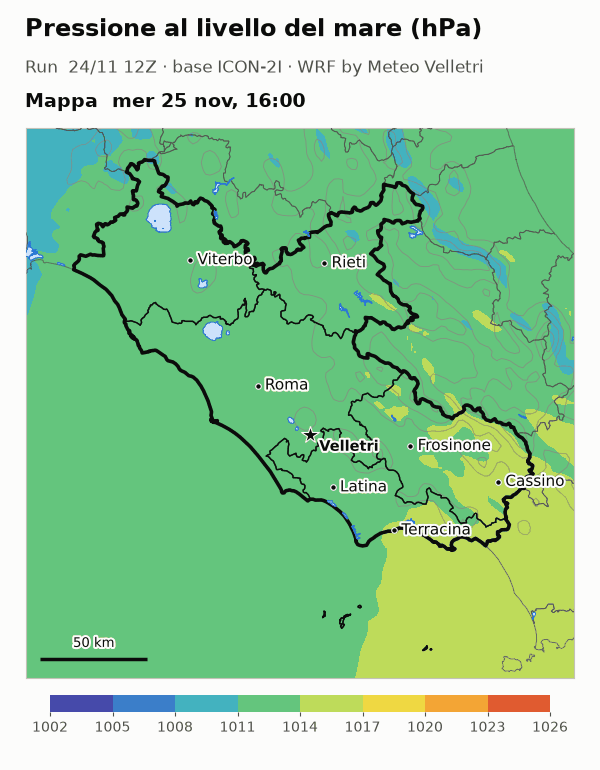 Pressione al livello del mare (hPa)
Run  24/11 12Z · base ICON-2I · WRF by Meteo Velletri
Mappa  mer 25 nov, 16:00
Viterbo
Rieti
Roma
Velletri
Frosinone
Cassino
Latina
Terracina
50 km
1002 1005 1008 1011 1014 1017 1020 1023 1026